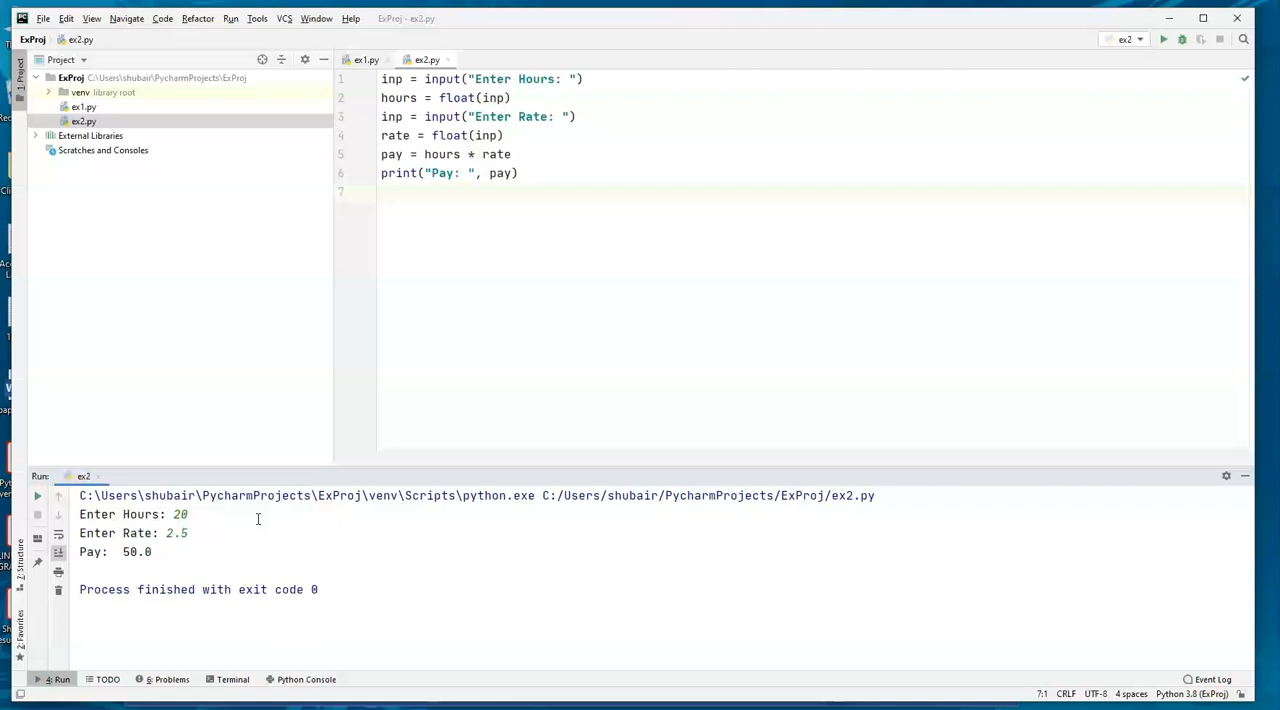 File Edit View Navigate Code Refactor Run Tools VCS Window Help ExProj - ex2.py
ExProj ex2.py ex2
Project ex1.py ex2.py
1: Project
ExProj C:\Users\shubair\PycharmProjects\ExProj
venv library root
ex1.py
ex2.py
External Libraries
Scratches and Consoles
1 inp = input("Enter Hours: ")
2 hours = float(inp)
3 inp = input("Enter Rate: ")
4 rate = float(inp)
5 pay = hours * rate
6 print("Pay: ", pay)
7
Run: ex2
C:\Users\shubair\PycharmProjects\ExProj\venv\Scripts\python.exe C:/Users/shubair/PycharmProjects/ExProj/ex2.py
Enter Hours: 20
Enter Rate: 2.5
Pay:  50.0
Process finished with exit code 0
7: Structure
2: Favorites
4: Run TODO 6: Problems Terminal Python Console Event Log
7:1 CRLF UTF-8 4 spaces Python 3.8 (ExProj)